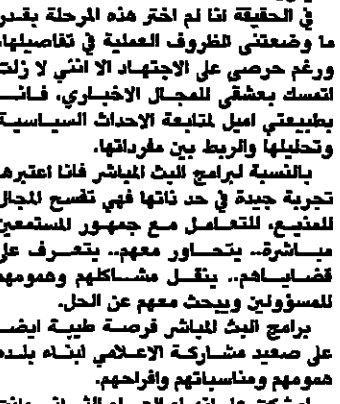 في الحقيقة انا لم اختر هذه المرحلة بقدر
ما وضعتني الظروف العملية في تفاصيلها،
ورغم حرصي على الاجتهاد الا انني لا زلت
اتمسك بعشقي للمجال الاخباري، فانا
بطبيعتي اميل لمتابعة الاحداث السياسية
وتحليلها والربط بين مفرداتها.
بالنسبة لبرامج البث المباشر فانا اعتبرها
تجربة جيدة في حد ذاتها فهي تفسح المجال
للمذيع، للتعامل مع جمهور المستمعين
مباشرة.. يتحاور معهم.. يتعرف على
قضاياهم.. ينقل مشاكلهم وهمومهم
للمسؤولين ويبحث معهم عن الحل.
برامج البث المباشر فرصة طيبة ايضا
على صعيد مشاركة الاعلامي ابناء بلده
همومهم ومناسباتهم وافراحهم.